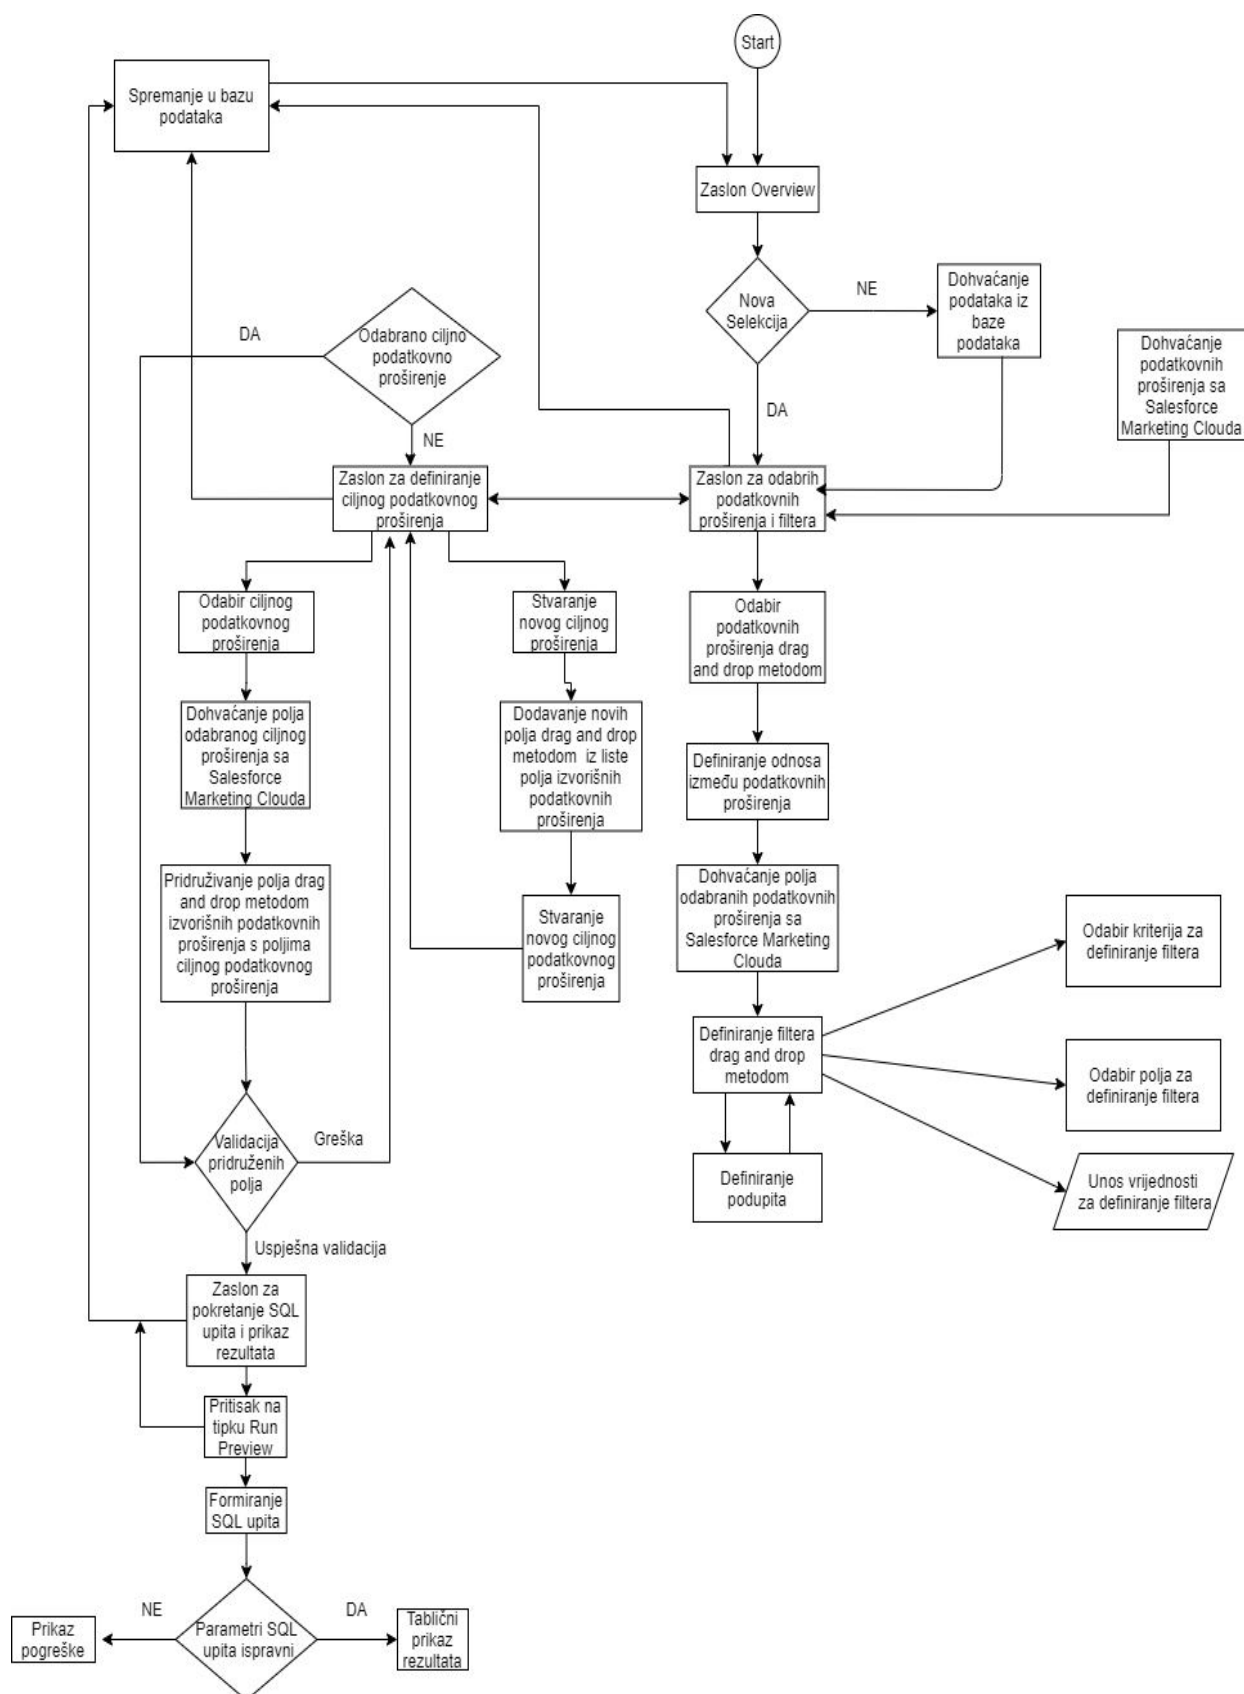 Start
Spremanje u bazu
podataka
Zaslon Overview
Nova
Selekcija
NE
Dohvaćanje
podataka iz
baze
podataka
DA
Dohvaćanje
podatkovnih
proširenja sa
Salesforce
Marketing Clouda
DA
Odabrano ciljno
podatkovno
proširenje
NE
Zaslon za definiranje
ciljnog podatkovnog
proširenja
Zaslon za odabrih
podatkovnih
proširenja i filtera
Odabir ciljnog
podatkovnog
proširenja
Stvaranje
novog ciljnog
proširenja
Odabir
podatkovnih
proširenja drag
and drop metodom
Dohvaćanje polja
odabranog ciljnog
proširenja sa
Salesforce
Marketing Clouda
Dodavanje novih
polja drag and drop
metodom iz liste
polja izvorišnih
podatkovnih
proširenja
Definiranje odnosa
između podatkovnih
proširenja
Pridruživanje polja drag
and drop metodom
izvorišnih podatkovnih
proširenja s poljima
ciljnog podatkovnog
proširenja
Stvaranje
novog ciljnog
podatkovnog
proširenja
Dohvaćanje polja
odabranih podatkovnih
proširenja sa
Salesforce Marketing
Clouda
Odabir kriterija za
definiranje filtera
Definiranje filtera
drag and drop
metodom
Odabir polja za
definiranje filtera
Definiranje
podupita
Unos vrijednosti
za definiranje filtera
Validacija
pridruženih
polja
Greška
Uspješna validacija
Zaslon za
pokretanje SQL
upita i prikaz
rezultata
Pritisak na
tipku Run
Preview
Formiranje
SQL upita
Parametri SQL
upita ispravni
NE
Prikaz
pogreške
DA
Tablični
prikaz
rezultata